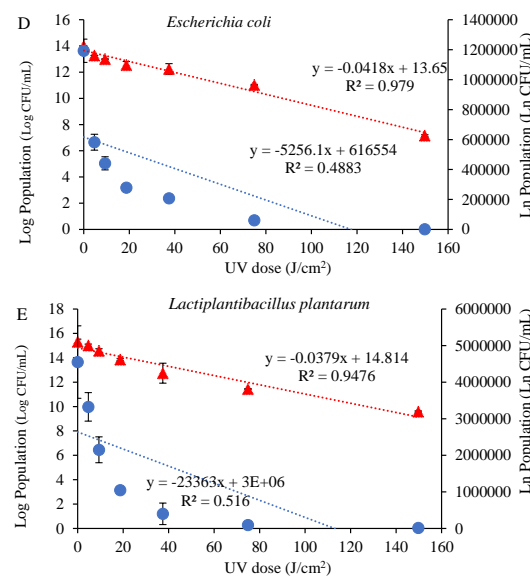 D
Escherichia coli
16
14
12
10
8
6
4
2
0
1400000
1200000
1000000
800000
600000
400000
200000
0
y = -0.0418x + 13.65
R² = 0.979
y = -5256.1x + 616554
R² = 0.4883
Log Population (Log CFU/mL)
Ln Population (Ln CFU/mL)
0 20 40 60 80 100 120 140 160
UV dose (J/cm²)
E
Lactiplantibacillus plantarum
18
16
14
12
10
8
6
4
2
0
6000000
5000000
4000000
3000000
2000000
1000000
0
y = -0.0379x + 14.814
R² = 0.9476
y = -23363x + 3E+06
R² = 0.516
Log Population (Log CFU/mL)
Ln Population (Ln CFU/mL)
0 20 40 60 80 100 120 140 160
UV dose (J/cm²)